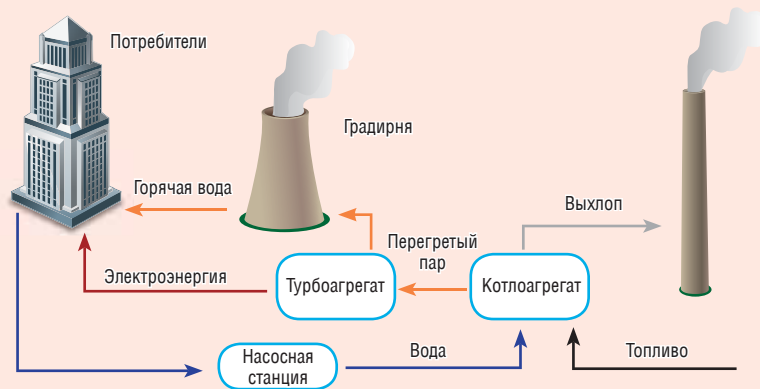 Потребители
Градирня
Горячая вода
Выхлоп
Перегретый
пар
Электроэнергия
Турбоагрегат
Котлоагрегат
Насосная
станция
Вода
Топливо